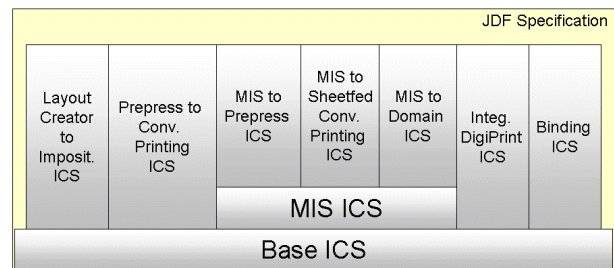 JDF Specification
Layout
Creator
to
Imposit.
ICS
Prepress to
Conv.
Printing
ICS
MIS to
Prepress
ICS
MIS to
Sheetfed
Conv.
Printing
ICS
MIS to
Domain
ICS
Integ.
DigiPrint
ICS
Binding
ICS
MIS ICS
Base ICS